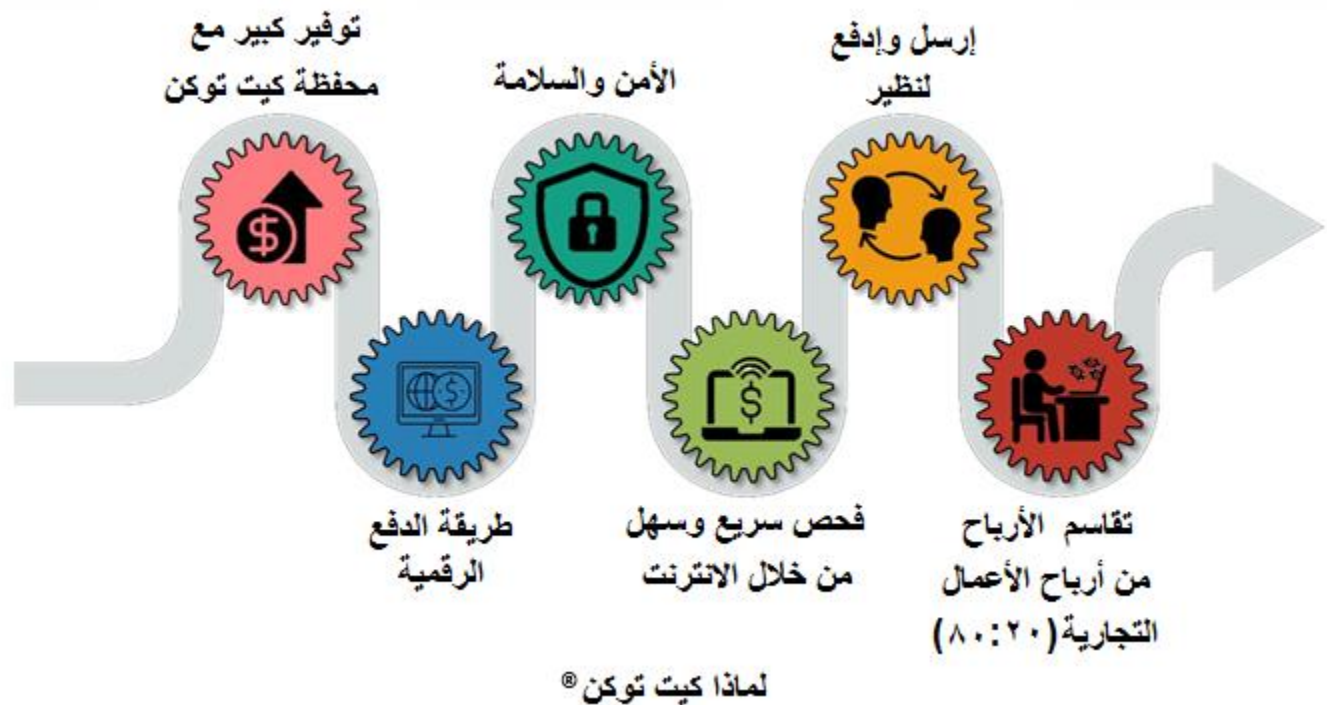 توفير كبير مع
محفظة كيت توكن
الأمن والسلامة
إرسل وإدفع
لنظير
طريقة الدفع
الرقمية
فحص سريع وسهل
من خلال الانترنت
تقاسم الأرباح
من أرباح الأعمال
التجارية (٨٠:٢٠)
لماذا كيت توكن®